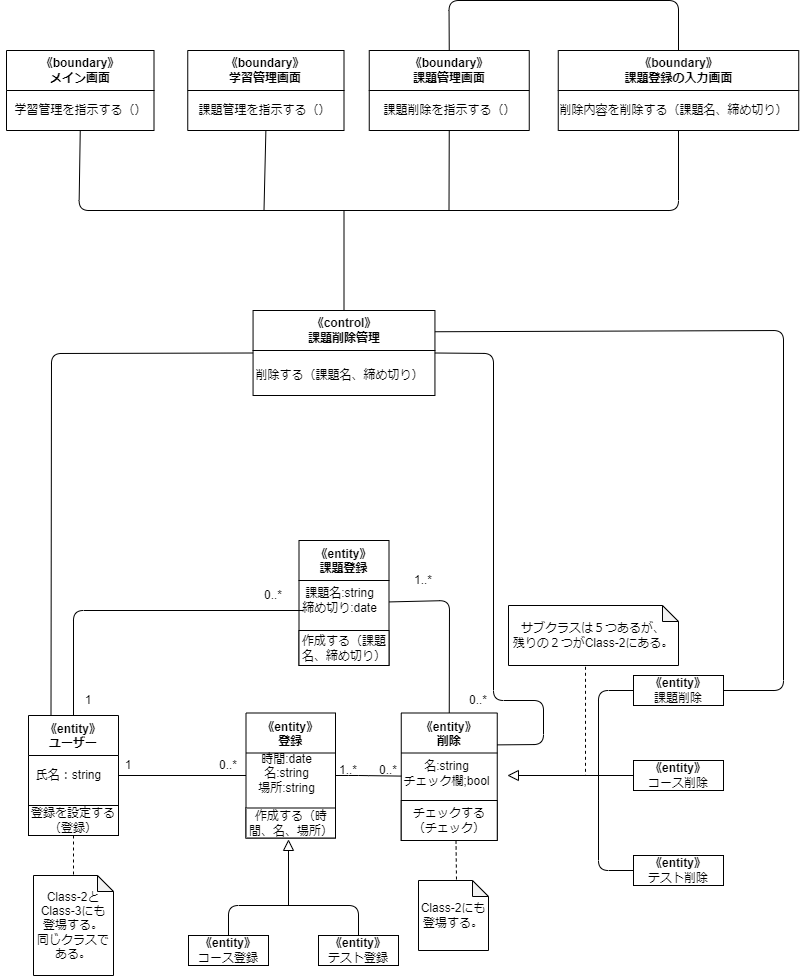 《boundary》
メイン画面
学習管理を指示する（）
《boundary》
学習管理画面
課題管理を指示する（）
《boundary》
課題管理画面
課題削除を指示する（）
《boundary》
課題登録の入力画面
削除内容を削除する（課題名、締め切り）
《control》
課題削除管理
削除する（課題名、締め切り）
《entity》
課題登録
課題名:string
締め切り:date
作成する（課題
名、締め切り）
0..*
1..*
サブクラスは５つあるが、
残りの２つがClass-2にある。
1
0..*
《entity》
課題削除
《entity》
ユーザー
氏名：string
登録を設定する
（登録）
1
0..*
《entity》
登録
時間:date
名:string
場所:string
作成する（時
間、名、場所）
1..*
0..*
《entity》
削除
名:string
チェック欄;bool
チェックする
（チェック）
《entity》
コース削除
《entity》
テスト削除
Class-2と
Class-3にも
登場する。
同じクラスで
ある。
《entity》
コース登録
《entity》
テスト登録
Class-2にも
登場する。